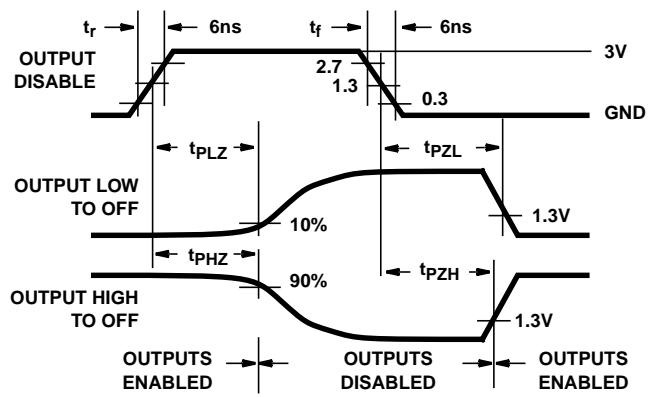 tr 6ns tf 6ns
OUTPUT
DISABLE
3V
2.7
1.3
0.3
GND
tPLZ tPZL
OUTPUT LOW
TO OFF
10%
1.3V
tPHZ tPZH
90%
OUTPUT HIGH
TO OFF
1.3V
OUTPUTS
ENABLED
OUTPUTS
DISABLED
OUTPUTS
ENABLED